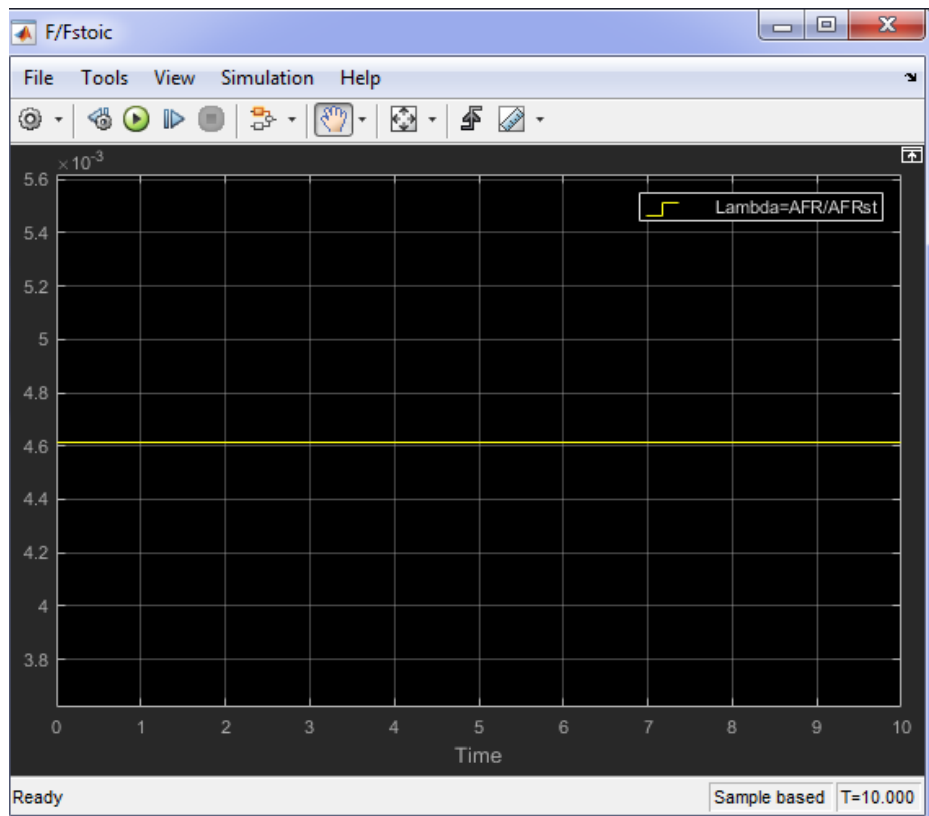 F/Fstoic
File Tools View Simulation Help
×10-3
Lambda=AFR/AFRst
5.6
5.4
5.2
5
4.8
4.6
4.4
4.2
4
3.8
0 1 2 3 4 5 6 7 8 9 10
Time
Ready Sample based T=10.000